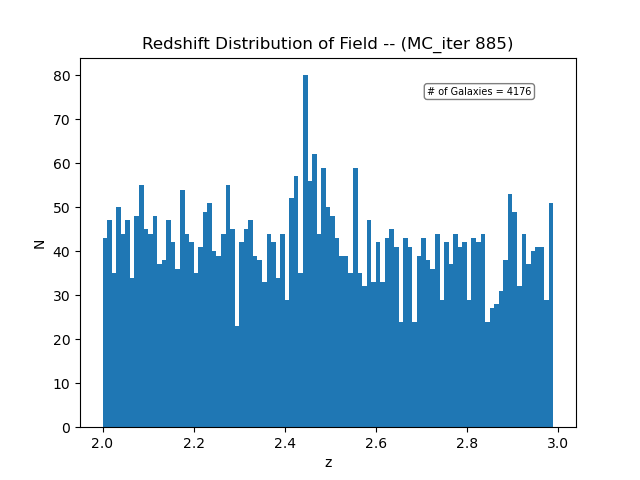 Redshift Distribution of Field -- (MC_iter 885)
# of Galaxies = 4176
80
70
60
50
40
30
20
10
0
N
2.0 2.2 2.4 2.6 2.8 3.0
z